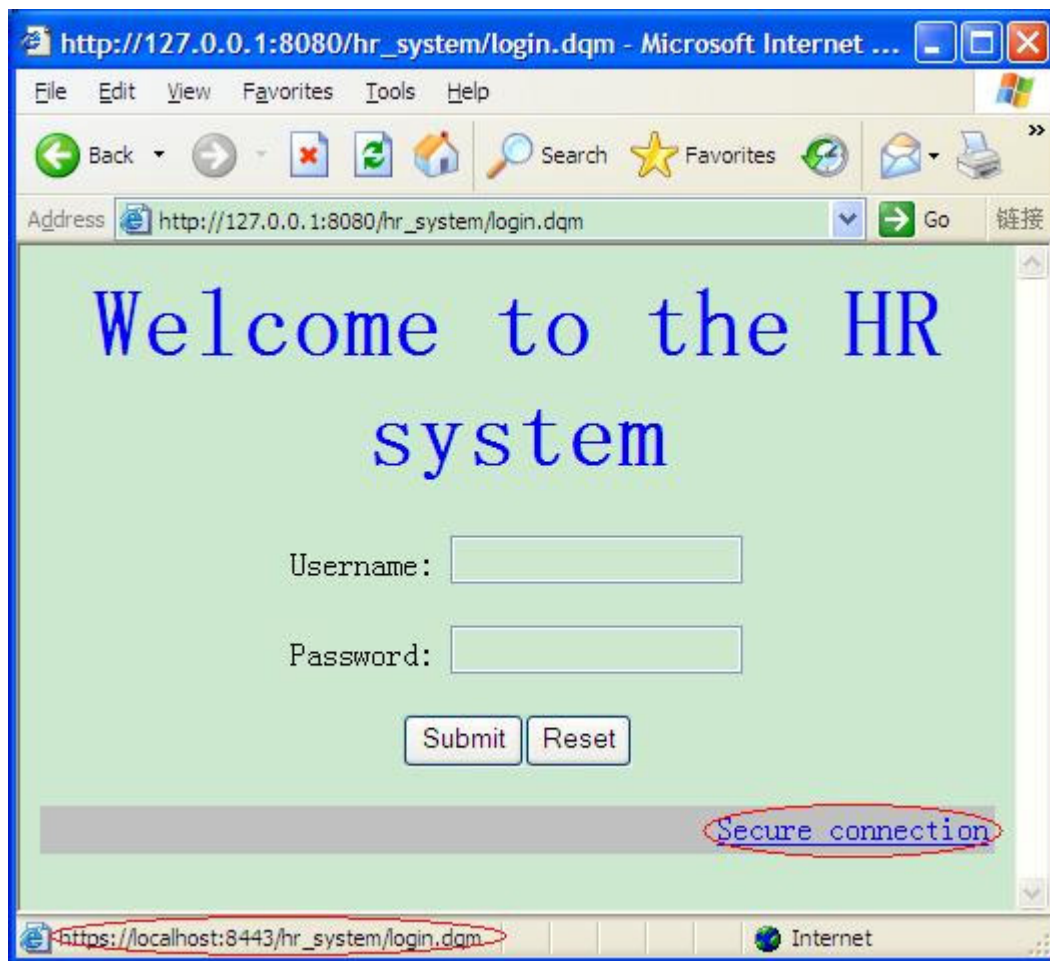 http://127.0.0.1:8080/hr_system/login.dqm - Microsoft Internet ...
File Edit View Favorites Tools Help
Back Search Favorites »
Address http://127.0.0.1:8080/hr_system/login.dqm Go 链接
Welcome to the HR
system
Username:
Password:
Submit Reset
Secure connection
https://localhost:8443/hr_system/login.dqm Internet